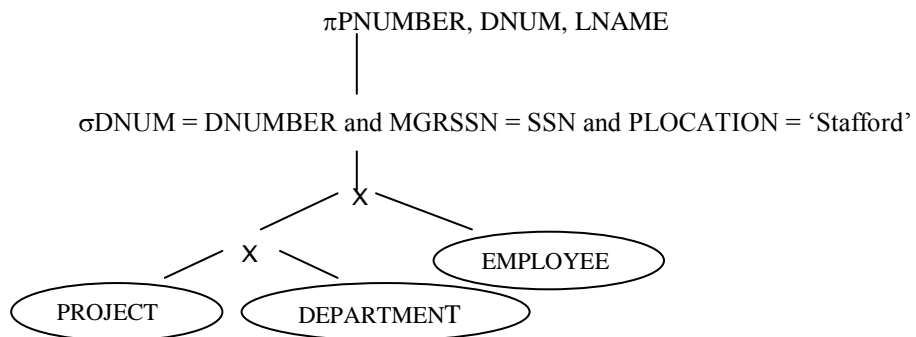 πPNUMBER, DNUM, LNAME
σDNUM = DNUMBER and MGRSSN = SSN and PLOCATION = ‘Stafford’
X
X
EMPLOYEE
PROJECT
DEPARTMENT